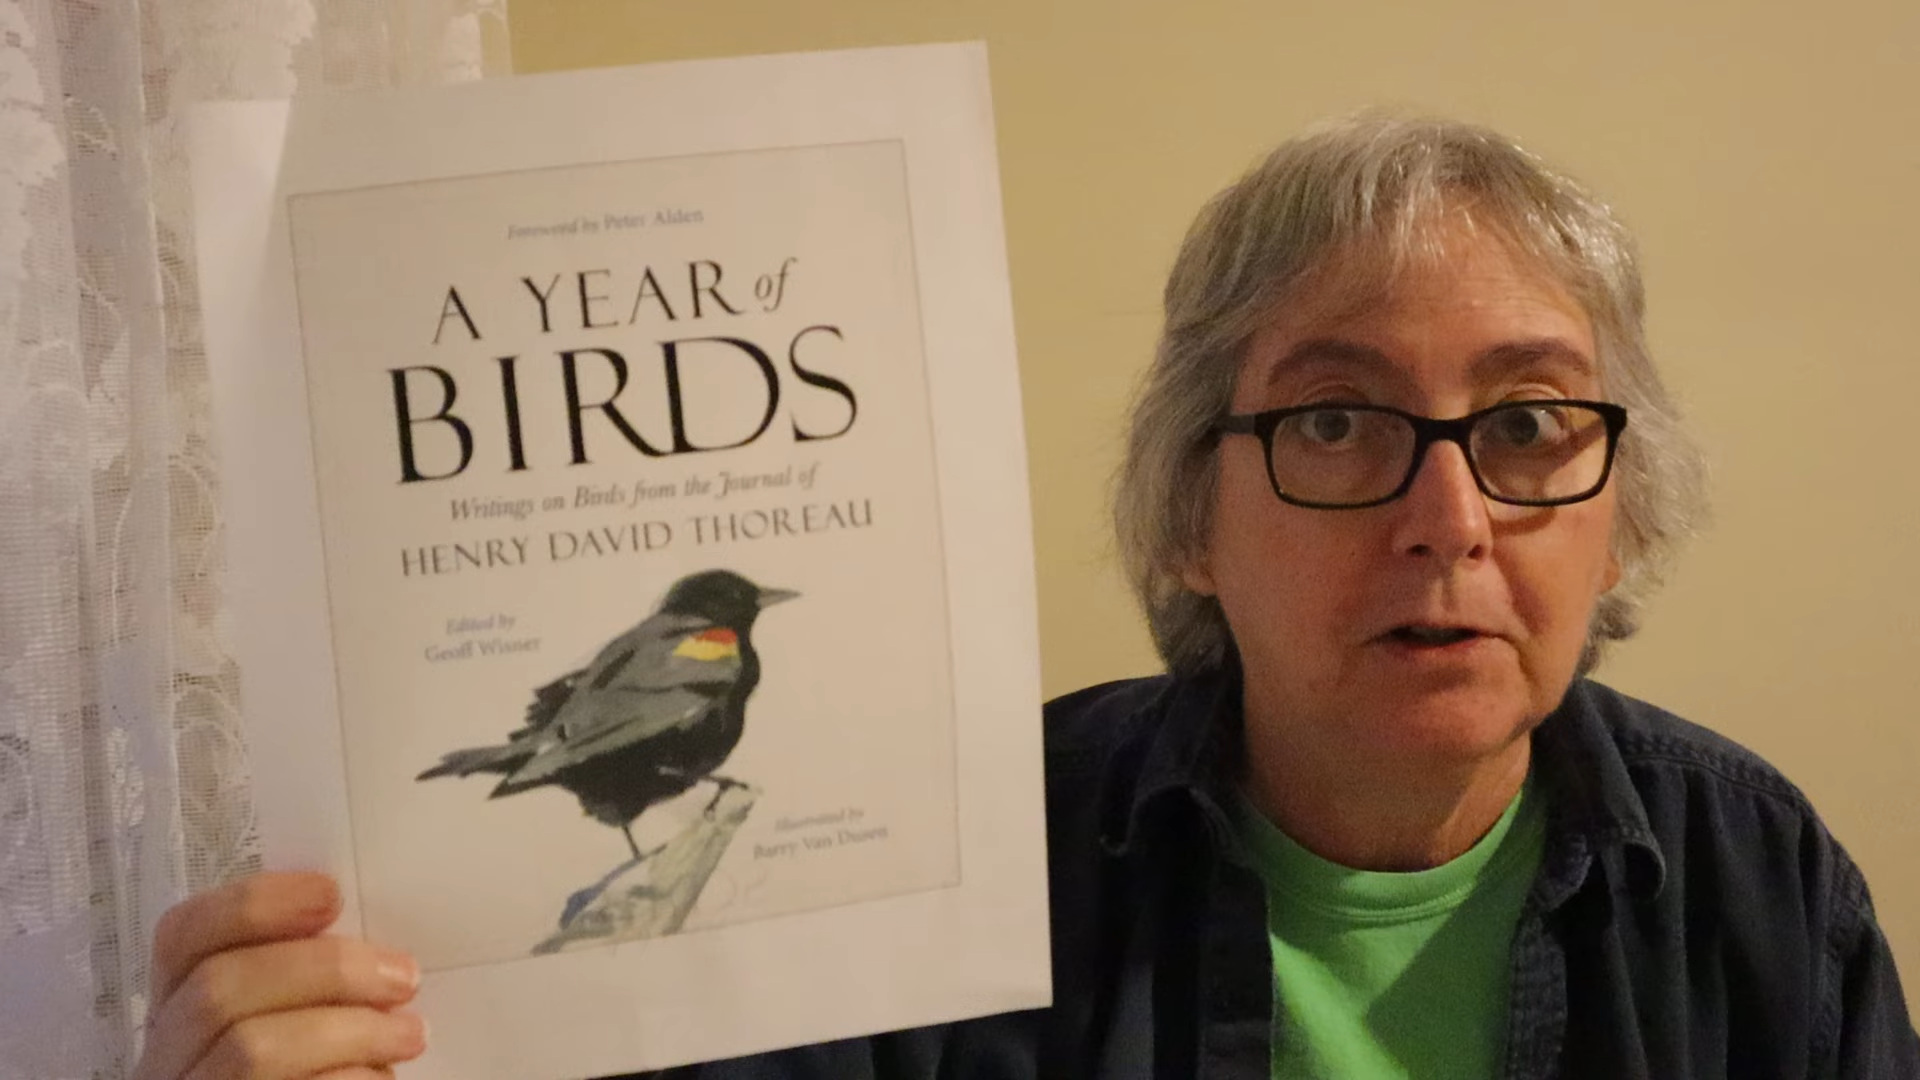 Foreword by Peter Alden
A YEAR of
BIRDS
Writings on Birds from the Journal of
HENRY DAVID THOREAU
Edited by
Geoff Wisner
Illustrated by
Barry Van Dusen